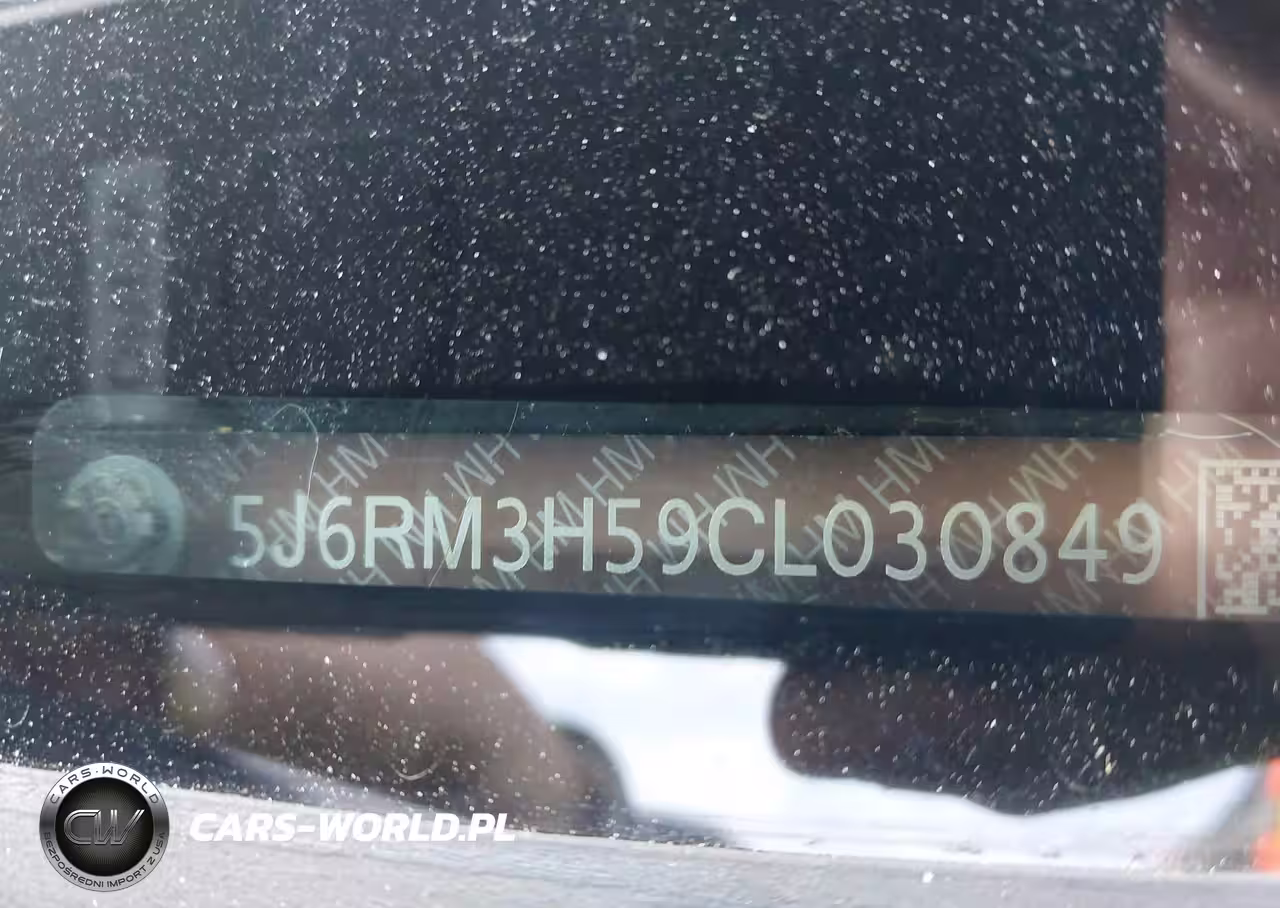 5J6RM3H59CL030849
CARS-WORLD
CW
BEZPOŚREDNI IMPORT Z USA
CARS-WORLD.PL